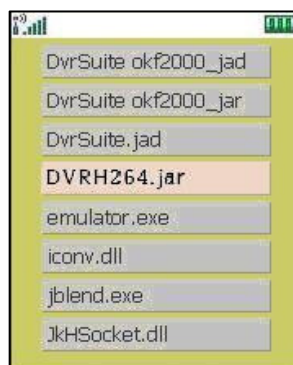 DvrSuite okf2000_jad
DvrSuite okf2000_jar
DvrSuite.jad
DVRH264.jar
emulator.exe
iconv.dll
jblend.exe
JkHSocket.dll